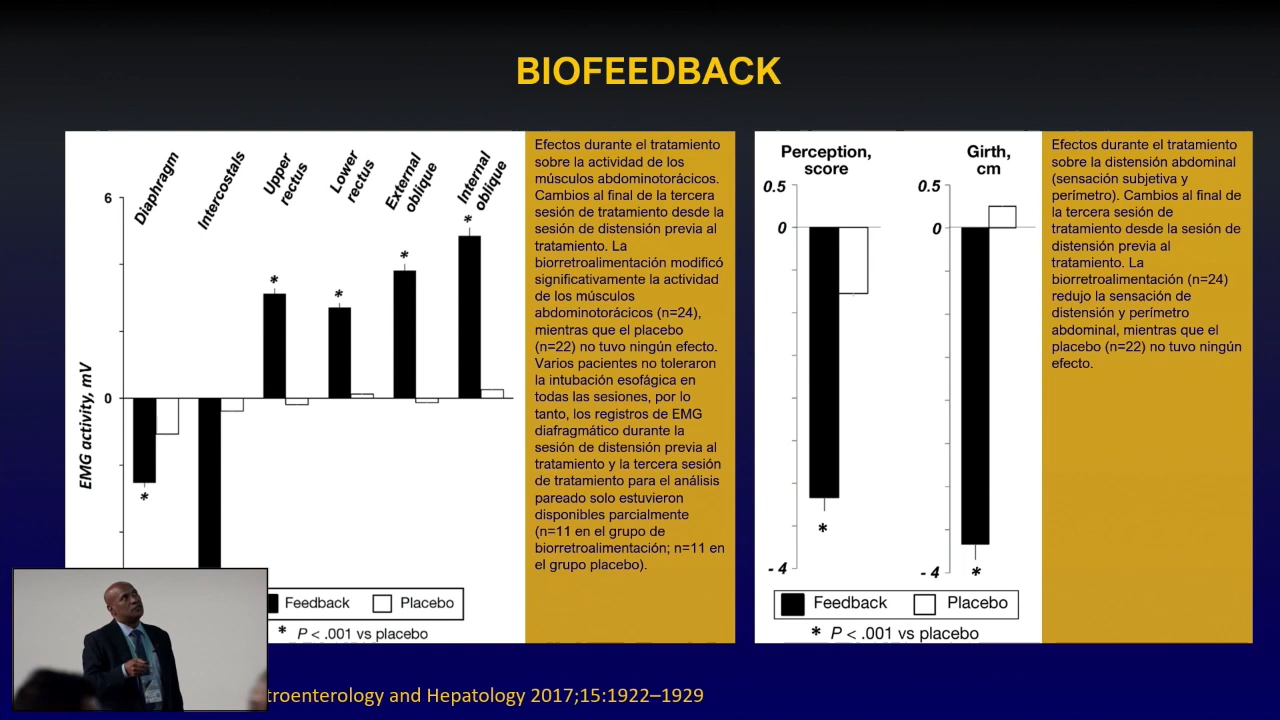 BIOFEEDBACK
Diaphragm
Intercostals
Upper
rectus
Lower
rectus
External
oblique
Internal
oblique
6
0
EMG activity, mV
*
*
*
*
*
Feedback
Placebo
* P < .001 vs placebo
Efectos durante el tratamiento
sobre la actividad de los
músculos abdominotorácicos.
Cambios al final de la tercera
sesión de tratamiento desde la
sesión de distensión previa al
tratamiento. La
biorretroalimentación modificó
significativamente la actividad
de los músculos
abdominotorácicos (n=24),
mientras que el placebo
(n=22) no tuvo ningún efecto.
Varios pacientes no toleraron
la intubación esofágica en
todas las sesiones, por lo
tanto, los registros de EMG
diafragmático durante la
sesión de distensión previa al
tratamiento y la tercera sesión
de tratamiento para el análisis
pareado solo estuvieron
disponibles parcialmente
(n=11 en el grupo de
biorretroalimentación; n=11 en
el grupo placebo).
Perception,
score
0.5
0
- 4
*
Girth,
cm
0.5
0
- 4
*
Feedback
Placebo
* P < .001 vs placebo
Efectos durante el tratamiento
sobre la distensión abdominal
(sensación subjetiva y
perímetro). Cambios al final de
la tercera sesión de
tratamiento desde la sesión de
distensión previa al
tratamiento. La
biorretroalimentación (n=24)
redujo la sensación de
distensión y perímetro
abdominal, mientras que el
placebo (n=22) no tuvo ningún
efecto.
troenterology and Hepatology 2017;15:1922–1929